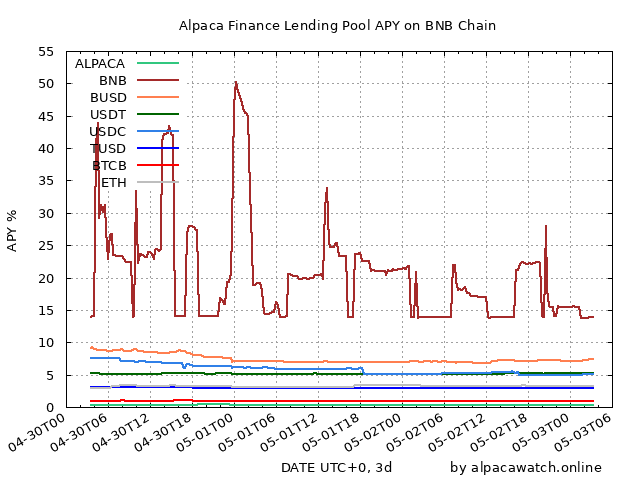 Alpaca Finance Lending Pool APY on BNB Chain
55
50
45
40
35
30
25
20
15
10
5
0
APY %
ALPACA
BNB
BUSD
USDT
USDC
TUSD
BTCB
ETH
04-30T00
04-30T06
04-30T12
04-30T18
05-01T00
05-01T06
05-01T12
05-01T18
05-02T00
05-02T06
05-02T12
05-02T18
05-03T00
05-03T06
DATE UTC+0, 3d
by alpacawatch.online